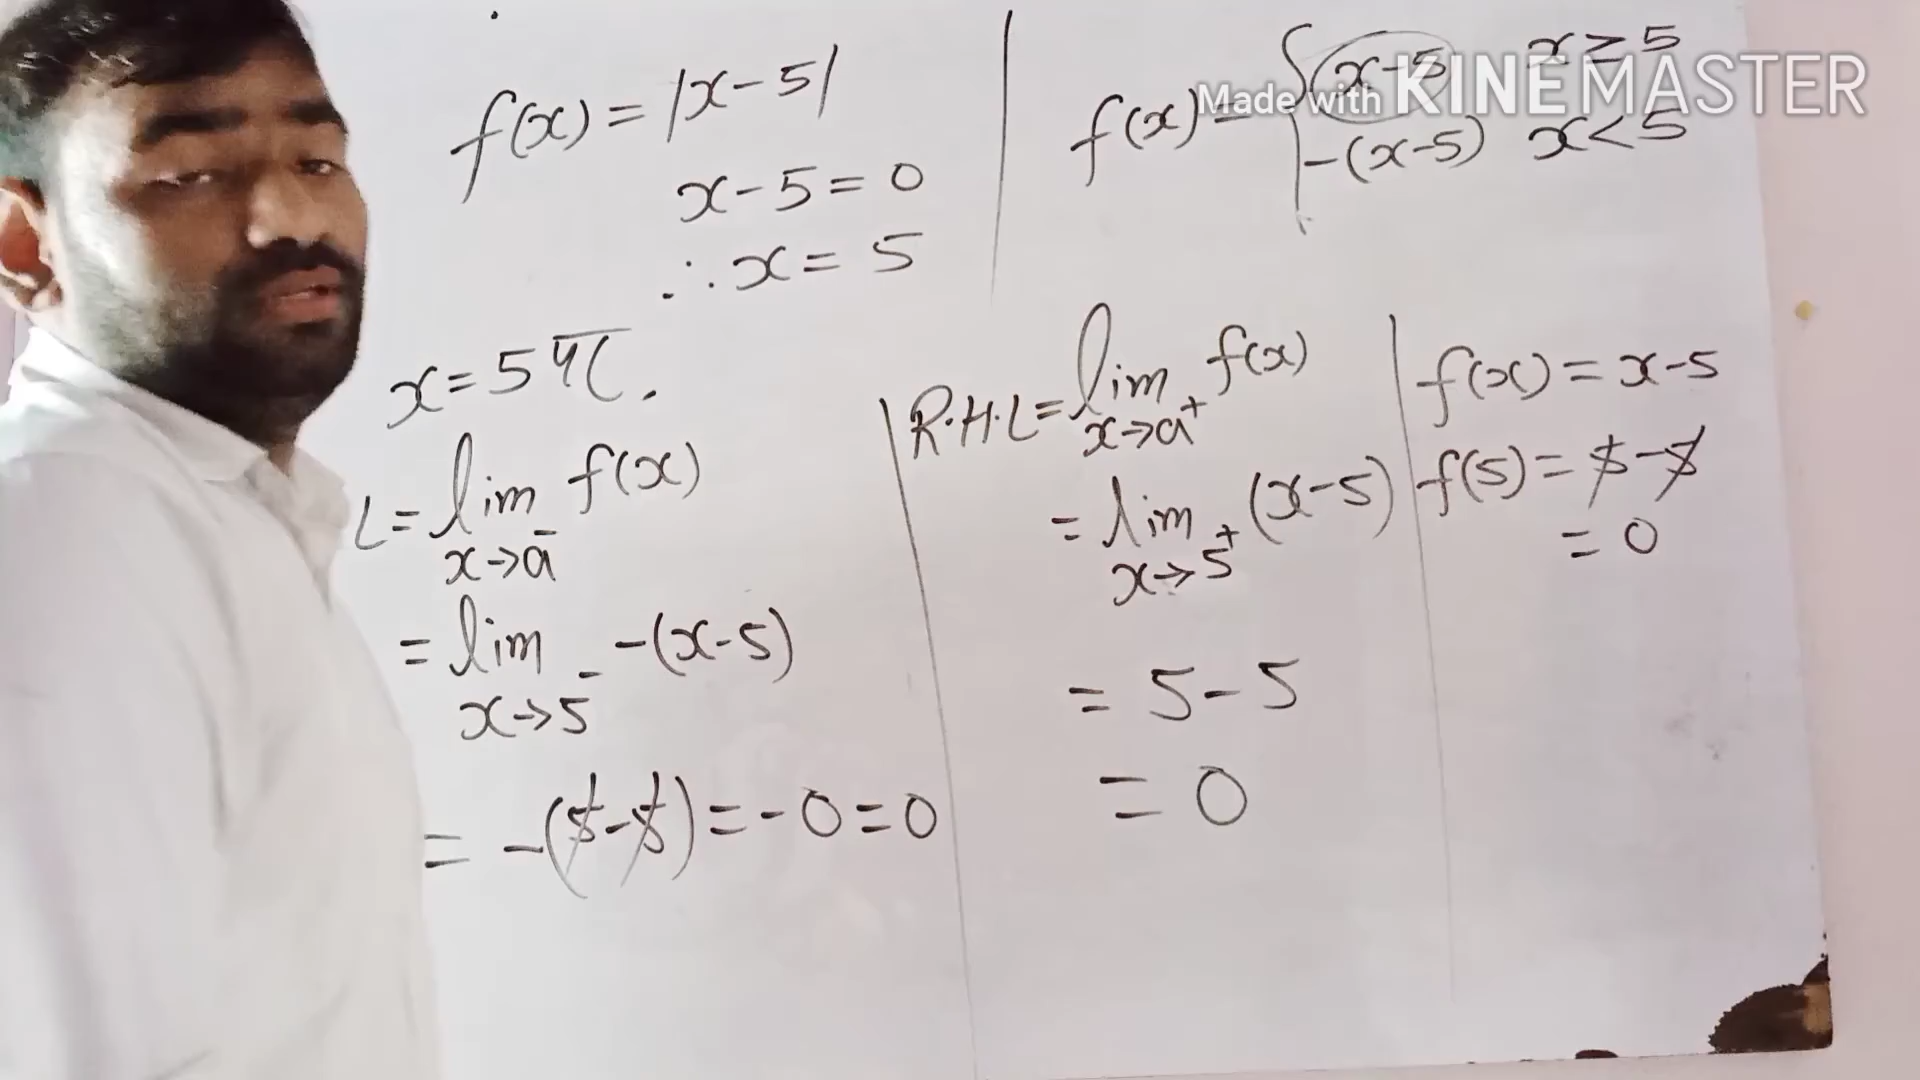 f(x) = |x-5|
x-5 = 0
∴ x = 5
f(x) = { x-5 x ≥ 5
-(x-5) x < 5
Made with KINEMASTER
x = 5 पर.
L = lim f(x)
x→a⁻
= lim -(x-5)
x→5⁻
= -(5-5) = -0 = 0
R.H.L = lim f(x)
x→a⁺
= lim (x-5)
x→5⁺
= 5-5
= 0
f(x) = x-5
f(5) = 5-5
= 0